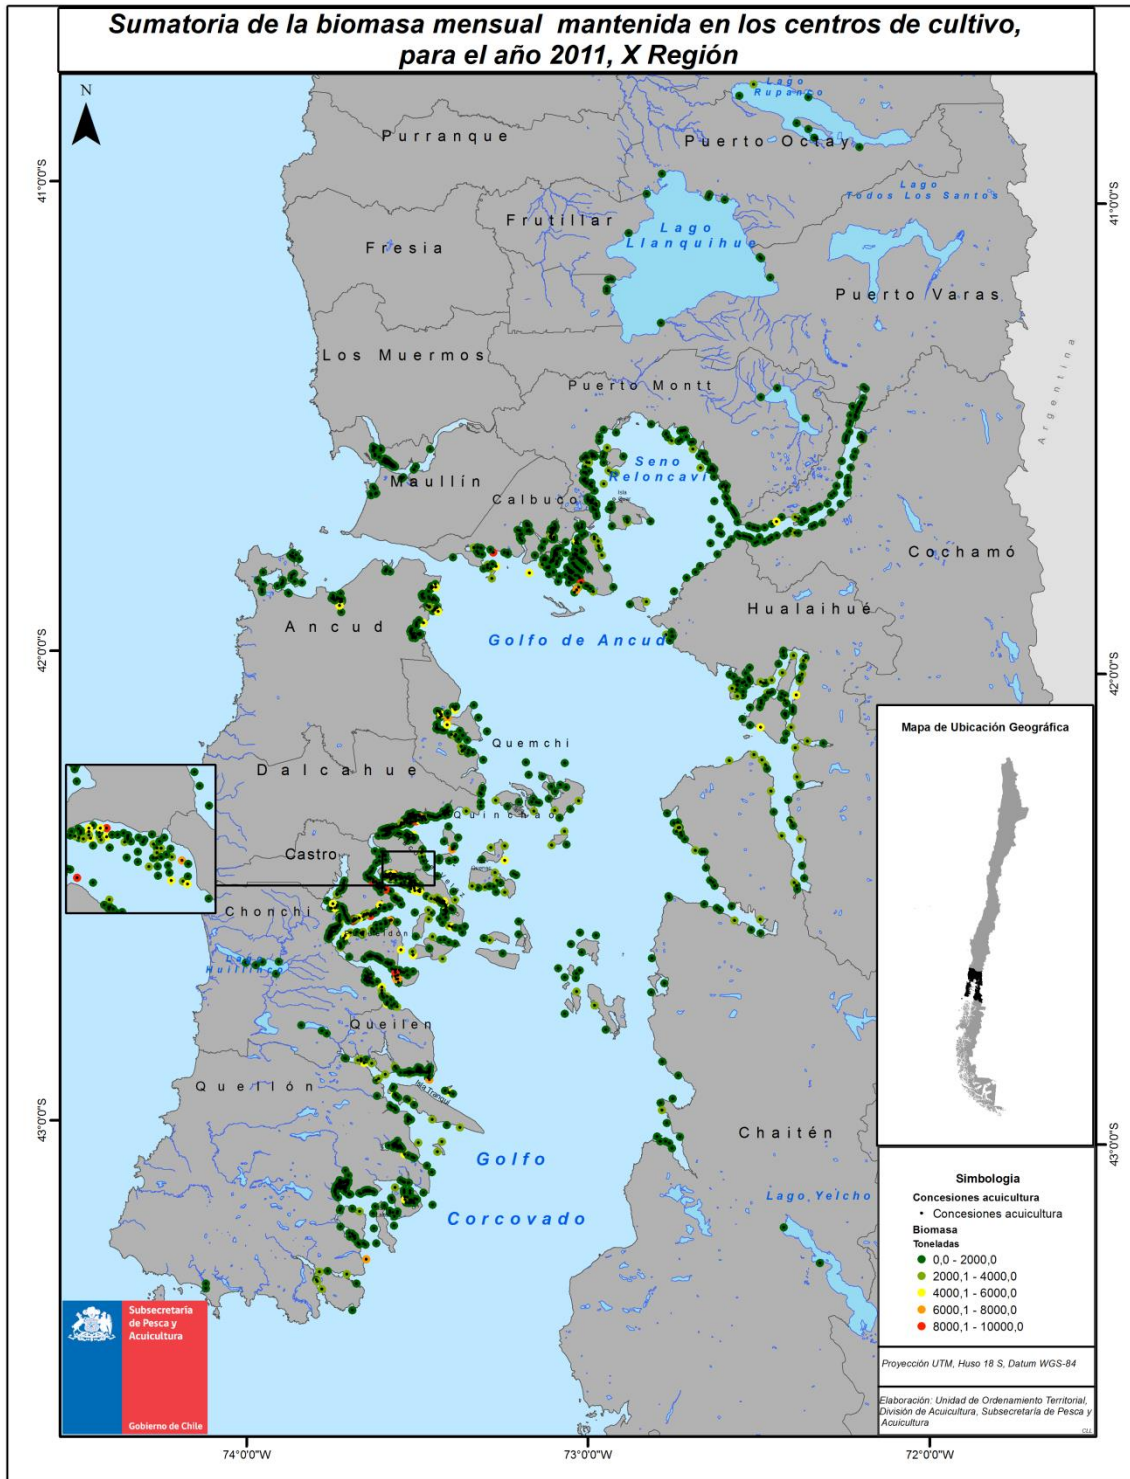 Sumatoria de la biomasa mensual mantenida en los centros de cultivo,
para el año 2011, X Región
N
Lago
Rupanco
Purranque
Puerto Octay
41°0'0"S
41°0'0"S
Lago
Todos Los Santos
Frutillar
Lago
Llanquihue
Fresia
Puerto Varas
Los Muermos
Puerto Montt
Argentina
Seno
Reloncaví
Maullín
Calbuco
Isla
Cochamó
Hualaihué
Ancud
Golfo de Ancud
42°0'0"S
42°0'0"S
Mapa de Ubicación Geográfica
Quemchi
Dalcahue
Quinchao
Castro
Chonchi
Lago
Huillinco
Queilen
Quellón
Isla Tranqui
43°0'0"S
43°0'0"S
Chaitén
Golfo
Corcovado
Lago Yelcho
Simbologia
Concesiones acuicultura
Concesiones acuicultura
Biomasa
Toneladas
0,0 - 2000,0
2000,1 - 4000,0
4000,1 - 6000,0
6000,1 - 8000,0
8000,1 - 10000,0
Subsecretaría
de Pesca y
Acuicultura
Gobierno de Chile
Proyección UTM, Huso 18 S, Datum WGS-84
Elaboración: Unidad de Ordenamiento Territorial,
División de Acuicultura, Subsecretaría de Pesca y
Acuicultura
CLL
74°0'0"W
73°0'0"W
72°0'0"W